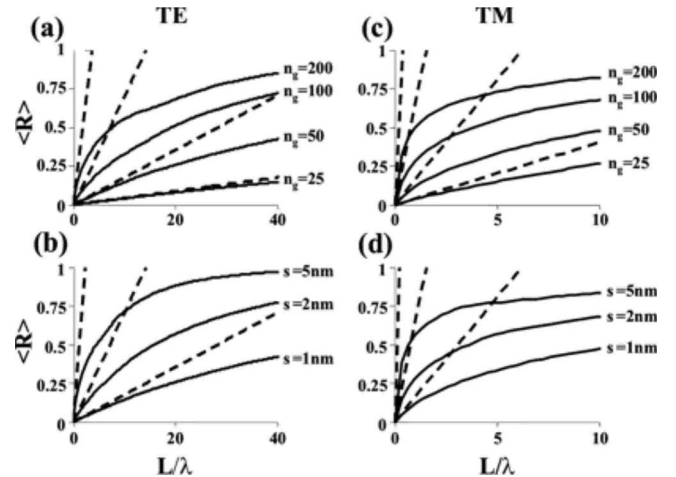 TE
TM
(a)
1
0.75
0.5
0.25
0
<R>
n_g=200
n_g=100
n_g=50
n_g=25
0
20
40
(c)
1
0.75
0.5
0.25
0
n_g=200
n_g=100
n_g=50
n_g=25
0
5
10
(b)
1
0.75
0.5
0.25
0
<R>
s=5nm
s=2nm
s=1nm
0
20
40
L/λ
(d)
1
0.75
0.5
0.25
0
s=5nm
s=2nm
s=1nm
0
5
10
L/λ